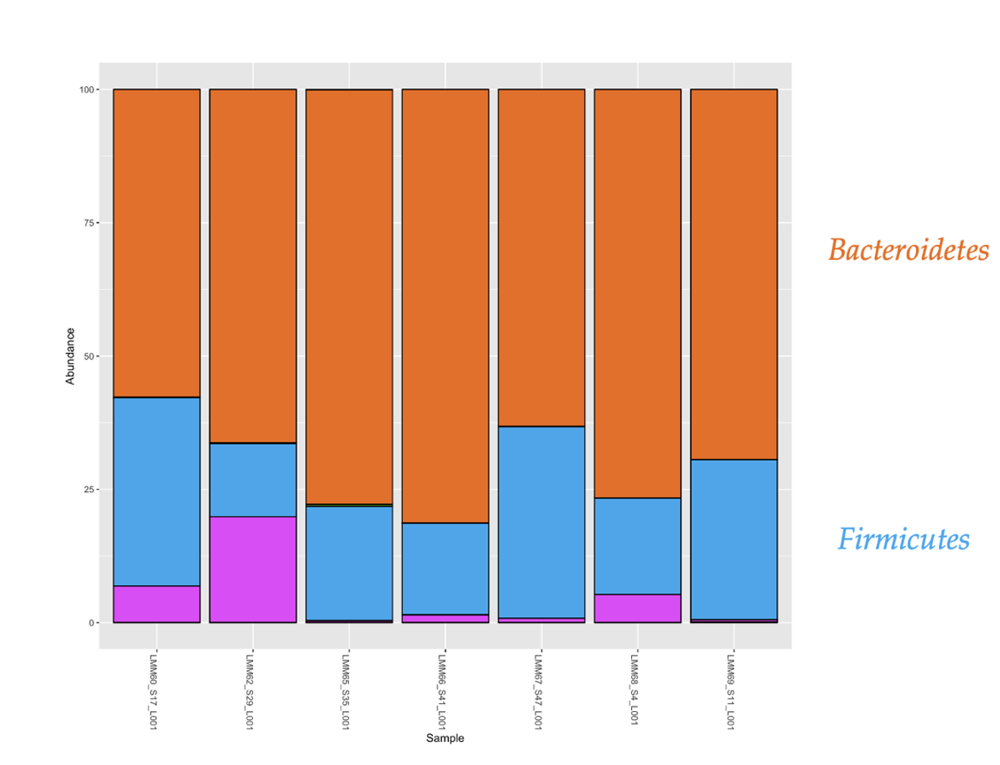 100
75
50
25
0
Abundance
LMM60_S17_L001
LMM62_S29_L001
LMM65_S35_L001
LMM66_S41_L001
LMM67_S47_L001
LMM68_S4_L001
LMM69_S11_L001
Sample
Bacteroidetes
Firmicutes